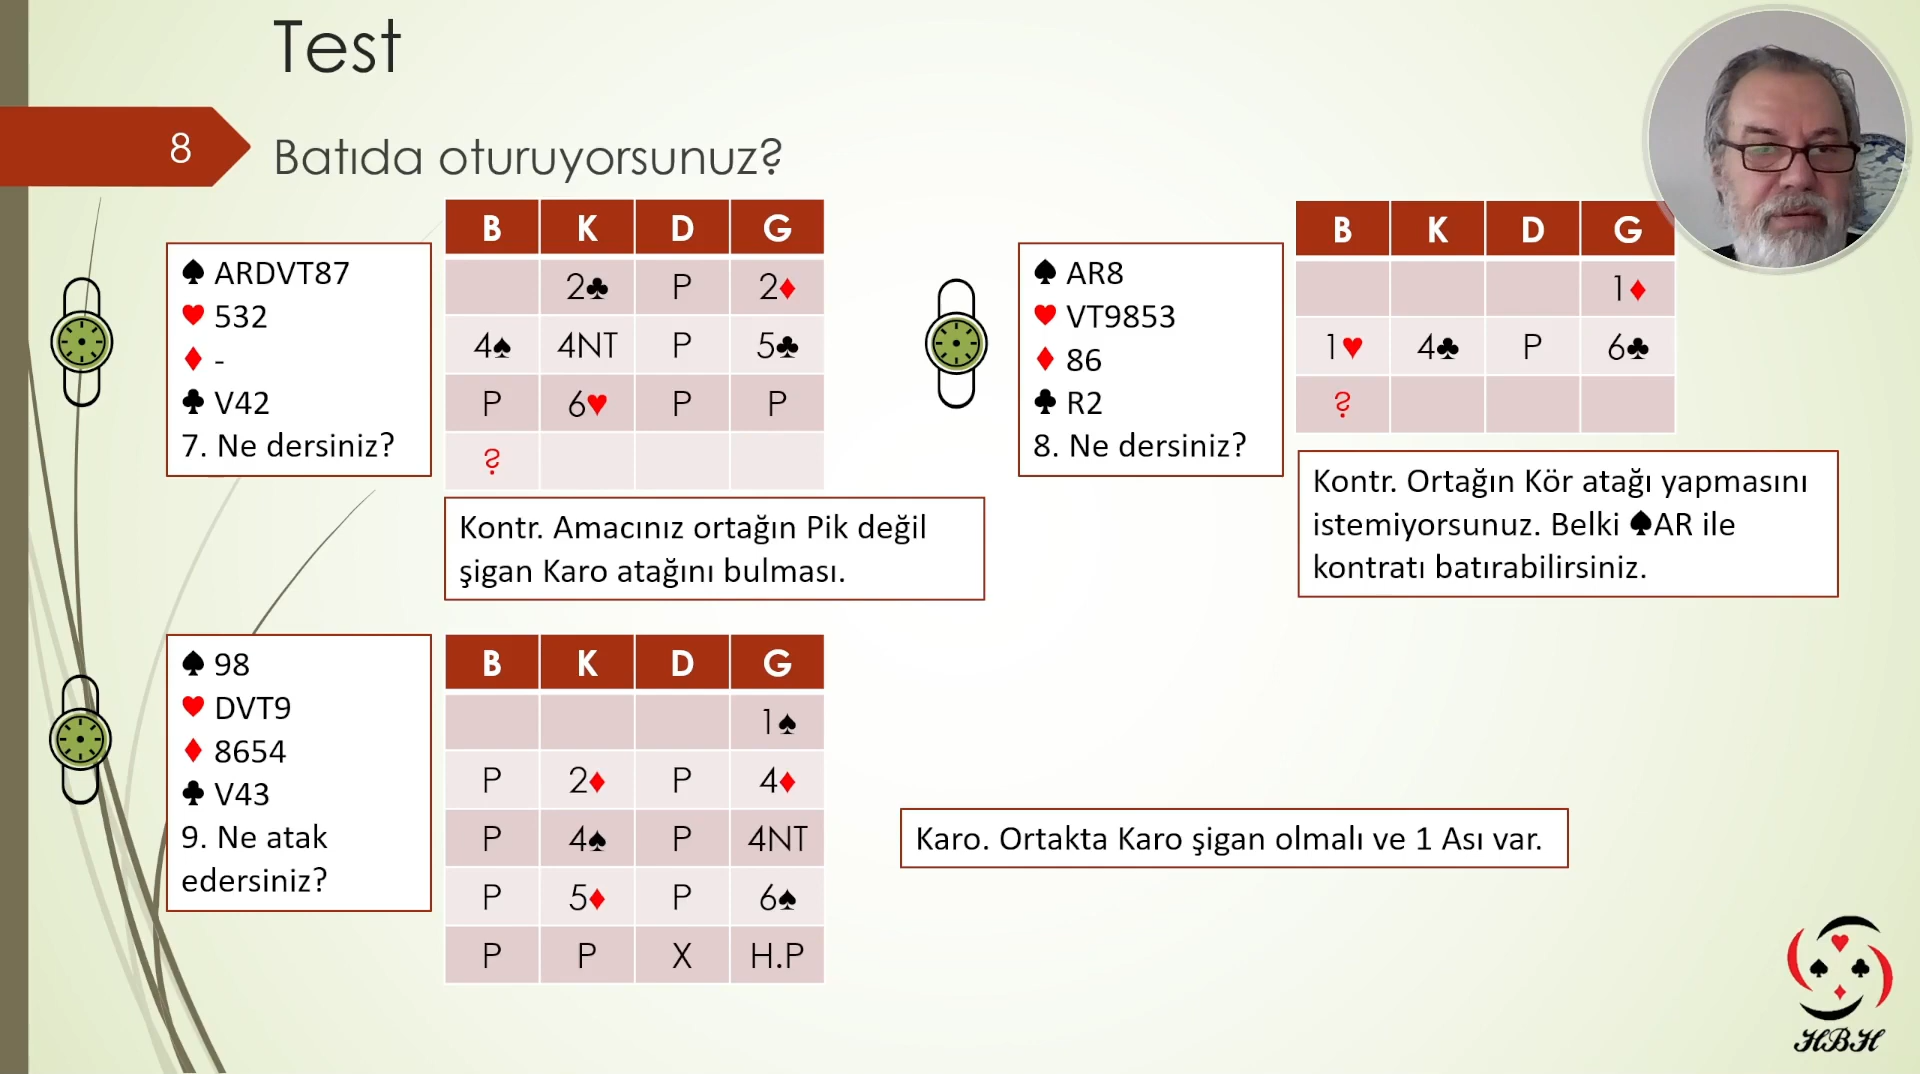 Test
8
Batıda oturuyorsunuz?
♠ ARDVT87
♥ 532
♦ -
♣ V42
7. Ne dersiniz?
B K D G
2♣ P 2♦
4♠ 4NT P 5♣
P 6♥ P P
?
Kontr. Amacınız ortağın Pik değil
şigan Karo atağını bulması.
♠ AR8
♥ VT9853
♦ 86
♣ R2
8. Ne dersiniz?
B K D G
1♦
1♥ 4♣ P 6♣
?
Kontr. Ortağın Kör atağı yapmasını
istemiyorsunuz. Belki ♠AR ile
kontratı batırabilirsiniz.
♠ 98
♥ DVT9
♦ 8654
♣ V43
9. Ne atak
edersiniz?
B K D G
1♠
P 2♦ P 4♦
P 4♠ P 4NT
P 5♦ P 6♠
P P X H.P
Karo. Ortakta Karo şigan olmalı ve 1 Ası var.
HBH